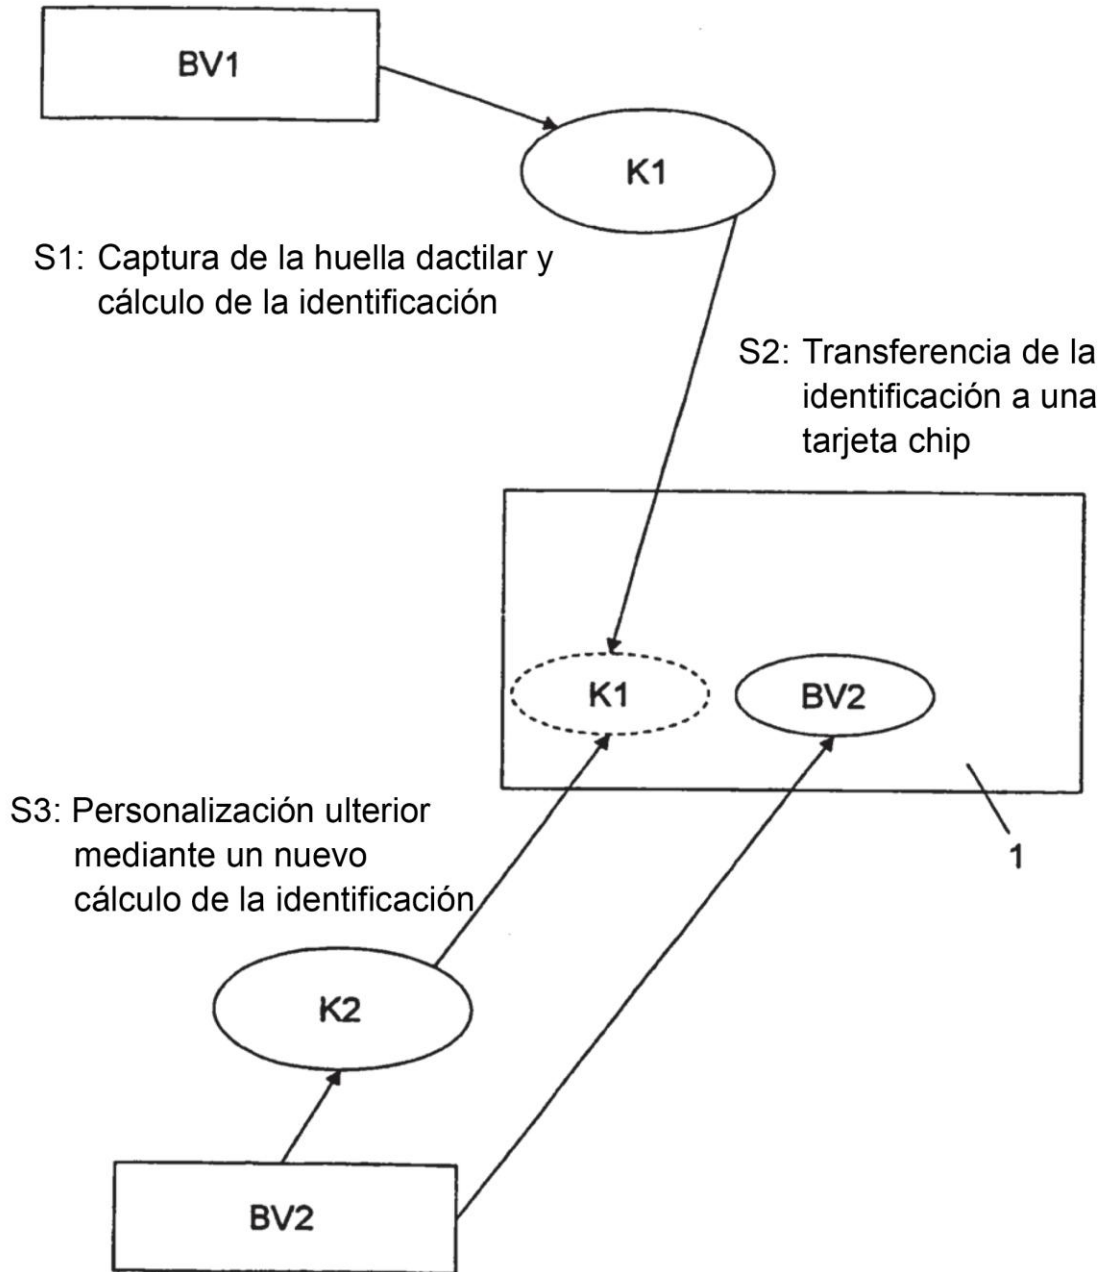 BV1
K1
S1: Captura de la huella dactilar y
cálculo de la identificación
S2: Transferencia de la
identificación a una
tarjeta chip
K1
BV2
S3: Personalización ulterior
mediante un nuevo
cálculo de la identificación
1
K2
BV2